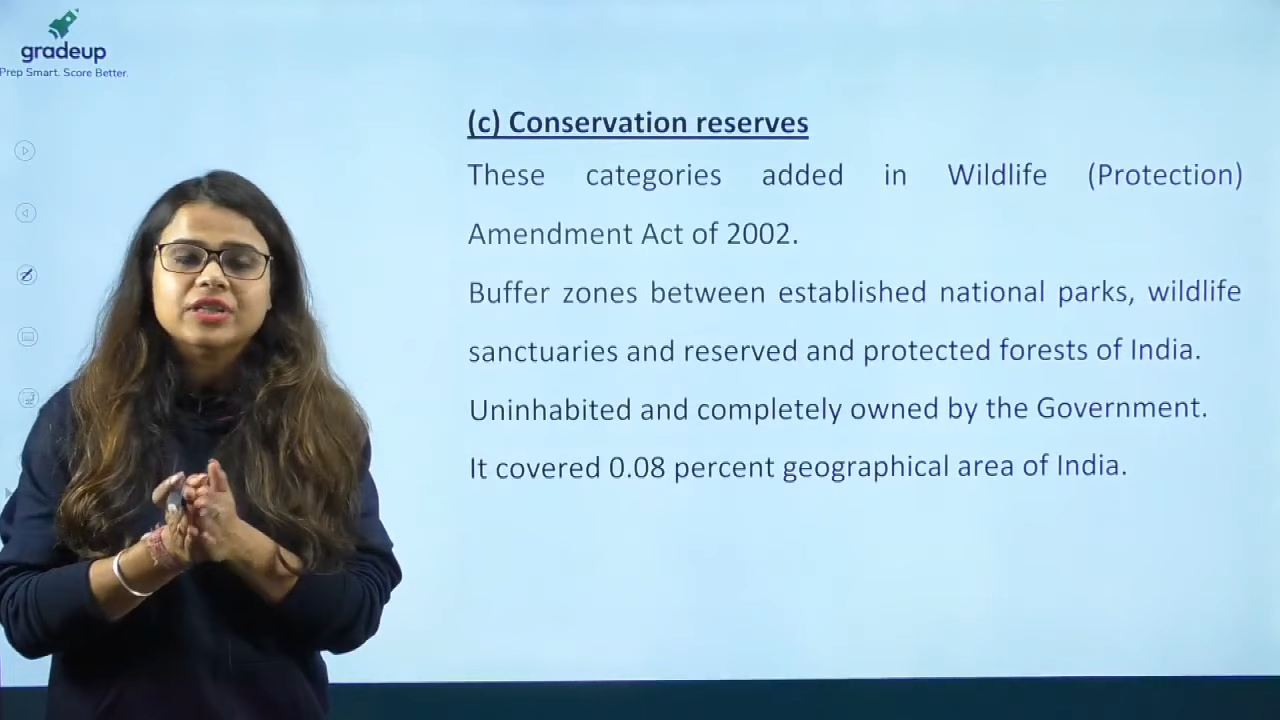 gradeup
Prep Smart. Score Better.
(c) Conservation reserves
These categories added in Wildlife (Protection)
Amendment Act of 2002.
Buffer zones between established national parks, wildlife
sanctuaries and reserved and protected forests of India.
Uninhabited and completely owned by the Government.
It covered 0.08 percent geographical area of India.